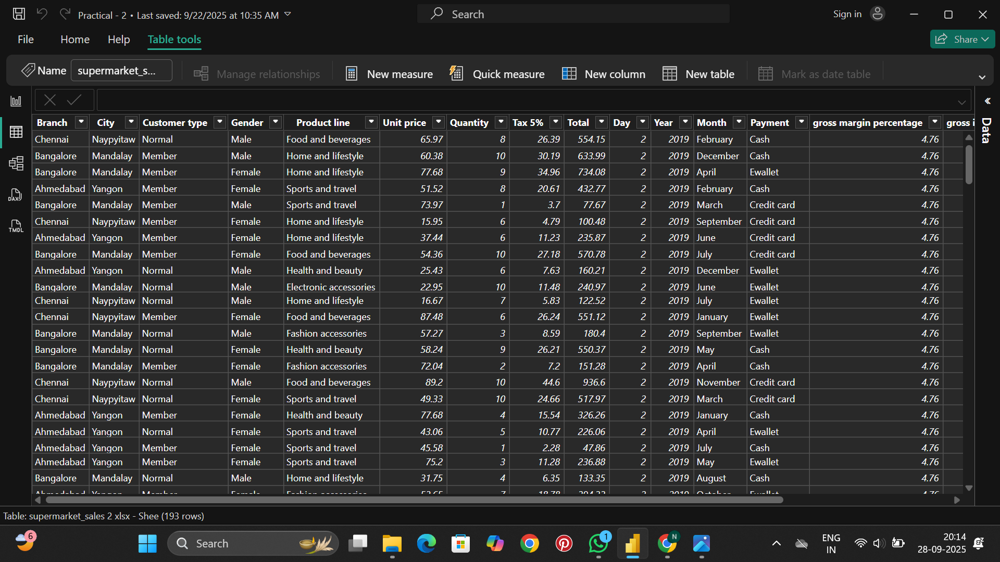 Practical - 2 • Last saved: 9/22/2025 at 10:35 AM
Search
Sign in
File Home Help Table tools
Share
Name supermarket_s... Manage relationships New measure Quick measure New column New table Mark as date table
Branch City Customer type Gender Product line Unit price Quantity Tax 5% Total Day Year Month Payment gross margin percentage gross i
Chennai Naypyitaw Normal Male Food and beverages 65.97 8 26.39 554.15 2 2019 February Cash 4.76
Bangalore Mandalay Member Male Home and lifestyle 60.38 10 30.19 633.99 2 2019 December Cash 4.76
Bangalore Mandalay Member Female Home and lifestyle 77.68 9 34.96 734.08 2 2019 April Ewallet 4.76
Ahmedabad Yangon Member Female Sports and travel 51.52 8 20.61 432.77 2 2019 February Cash 4.76
Bangalore Mandalay Member Male Sports and travel 73.97 1 3.7 77.67 2 2019 March Credit card 4.76
Chennai Naypyitaw Member Female Home and lifestyle 15.95 6 4.79 100.48 2 2019 September Credit card 4.76
Ahmedabad Yangon Member Female Home and lifestyle 37.44 6 11.23 235.87 2 2019 June Credit card 4.76
Bangalore Mandalay Member Female Food and beverages 54.36 10 27.18 570.78 2 2019 July Credit card 4.76
Ahmedabad Yangon Normal Male Health and beauty 25.43 6 7.63 160.21 2 2019 December Ewallet 4.76
Bangalore Mandalay Normal Male Electronic accessories 22.95 10 11.48 240.97 2 2019 June Ewallet 4.76
Chennai Naypyitaw Normal Male Home and lifestyle 16.67 7 5.83 122.52 2 2019 July Ewallet 4.76
Chennai Naypyitaw Member Female Food and beverages 87.48 6 26.24 551.12 2 2019 January Ewallet 4.76
Bangalore Mandalay Normal Male Fashion accessories 57.27 3 8.59 180.4 2 2019 September Ewallet 4.76
Bangalore Mandalay Normal Female Health and beauty 58.24 9 26.21 550.37 2 2019 May Cash 4.76
Bangalore Mandalay Member Female Fashion accessories 72.04 2 7.2 151.28 2 2019 April Cash 4.76
Chennai Naypyitaw Normal Male Food and beverages 89.2 10 44.6 936.6 2 2019 November Credit card 4.76
Chennai Naypyitaw Normal Female Sports and travel 49.33 10 24.66 517.97 2 2019 March Credit card 4.76
Ahmedabad Yangon Member Female Health and beauty 77.68 4 15.54 326.26 2 2019 January Cash 4.76
Ahmedabad Yangon Normal Female Sports and travel 43.06 5 10.77 226.06 2 2019 April Ewallet 4.76
Ahmedabad Yangon Member Female Sports and travel 45.58 1 2.28 47.86 2 2019 July Cash 4.76
Ahmedabad Yangon Member Female Sports and travel 75.2 3 11.28 236.88 2 2019 May Ewallet 4.76
Bangalore Mandalay Normal Male Home and lifestyle 31.75 4 6.35 133.35 2 2019 August Cash 4.76
Data
DAX
TMDL
Table: supermarket_sales 2 xlsx - Shee (193 rows)
6
Search
1
N
ENG
IN
20:14
28-09-2025